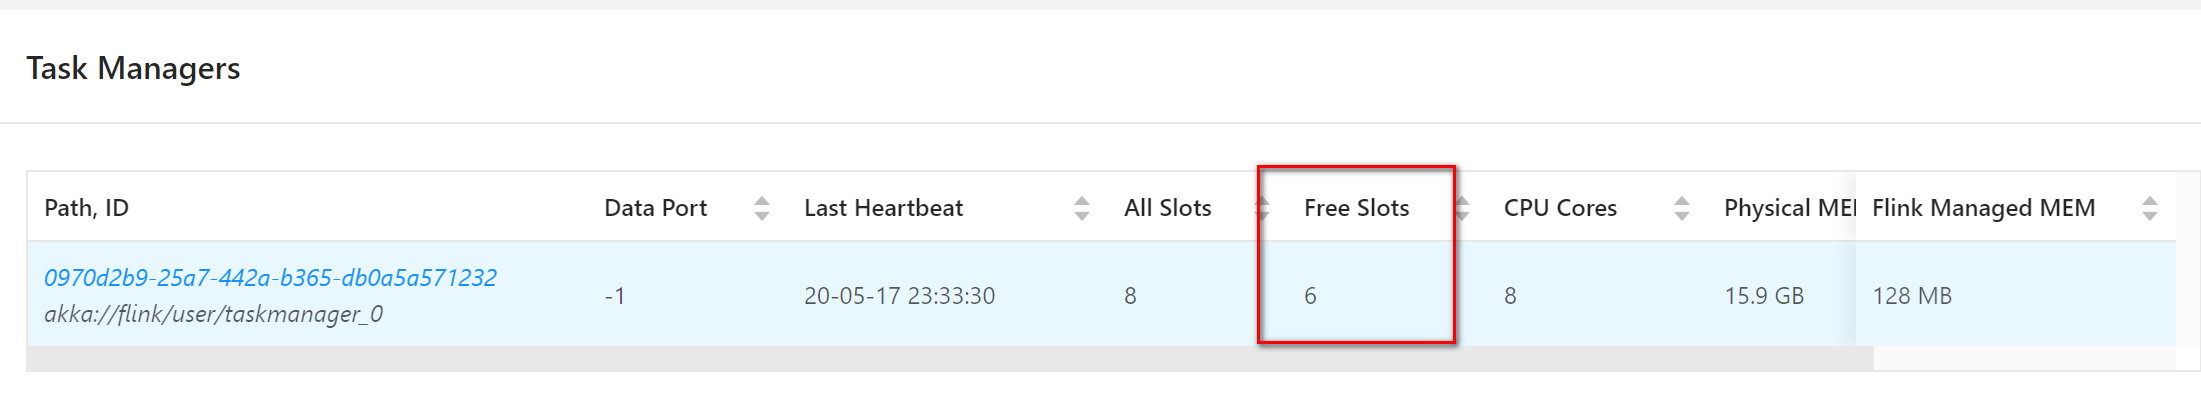 Task Managers
Path, ID Data Port Last Heartbeat All Slots Free Slots CPU Cores Physical Flink Managed MEM
0970d2b9-25a7-442a-b365-db0a5a571232
akka://flink/user/taskmanager_0
-1 20-05-17 23:33:30 8 6 8 15.9 GB 128 MB